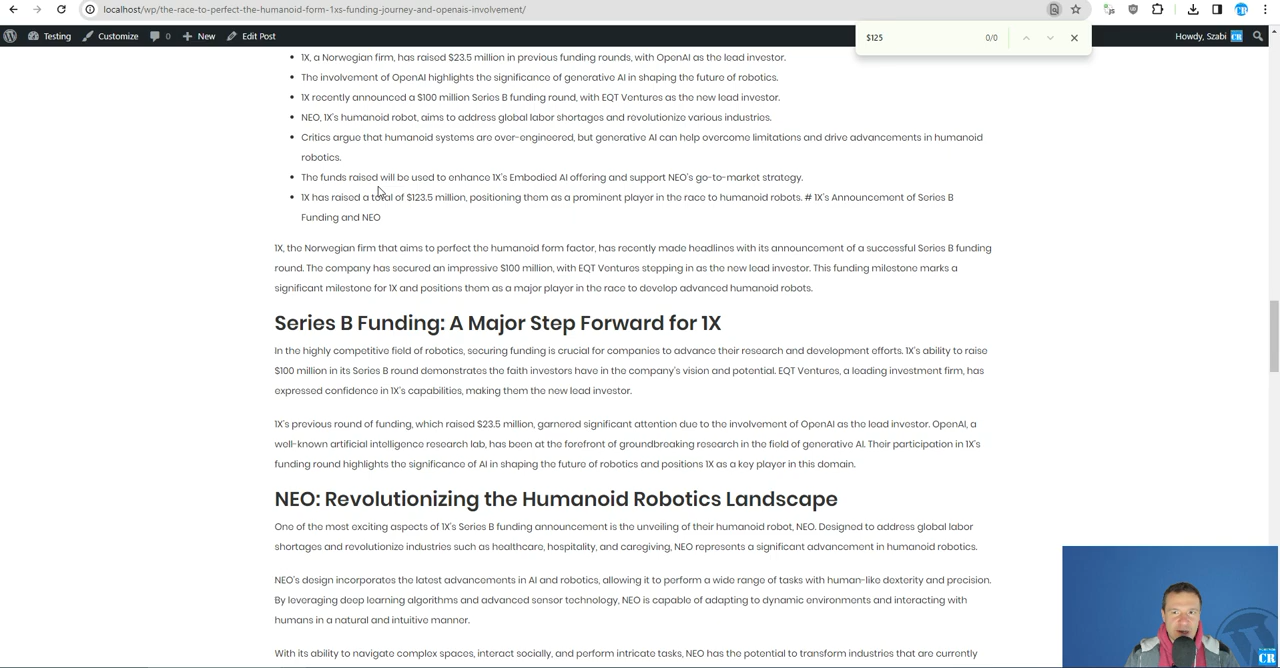 localhost/wp/the-race-to-perfect-the-humanoid-form-1xs-funding-journey-and-openais-involvement/
Testing
Customize
0
New
Edit Post
$125
0/0
Howdy, Szabi
CR
1X, a Norwegian firm, has raised $23.5 million in previous funding rounds, with OpenAI as the lead investor.
The involvement of OpenAI highlights the significance of generative AI in shaping the future of robotics.
1X recently announced a $100 million Series B funding round, with EQT Ventures as the new lead investor.
NEO, 1X's humanoid robot, aims to address global labor shortages and revolutionize various industries.
Critics argue that humanoid systems are over-engineered, but generative AI can help overcome limitations and drive advancements in humanoid
robotics.
The funds raised will be used to enhance 1X's Embodied AI offering and support NEO's go-to-market strategy.
1X has raised a total of $123.5 million, positioning them as a prominent player in the race to humanoid robots. # 1X's Announcement of Series B
Funding and NEO
1X, the Norwegian firm that aims to perfect the humanoid form factor, has recently made headlines with its announcement of a successful Series B funding
round. The company has secured an impressive $100 million, with EQT Ventures stepping in as the new lead investor. This funding milestone marks a
significant milestone for 1X and positions them as a major player in the race to develop advanced humanoid robots.
Series B Funding: A Major Step Forward for 1X
In the highly competitive field of robotics, securing funding is crucial for companies to advance their research and development efforts. 1X's ability to raise
$100 million in its Series B round demonstrates the faith investors have in the company's vision and potential. EQT Ventures, a leading investment firm, has
expressed confidence in 1X's capabilities, making them the new lead investor.
1X's previous round of funding, which raised $23.5 million, garnered significant attention due to the involvement of OpenAI as the lead investor. OpenAI, a
well-known artificial intelligence research lab, has been at the forefront of groundbreaking research in the field of generative AI. Their participation in 1X's
funding round highlights the significance of AI in shaping the future of robotics and positions 1X as a key player in this domain.
NEO: Revolutionizing the Humanoid Robotics Landscape
One of the most exciting aspects of 1X's Series B funding announcement is the unveiling of their humanoid robot, NEO. Designed to address global labor
shortages and revolutionize industries such as healthcare, hospitality, and caregiving, NEO represents a significant advancement in humanoid robotics.
NEO's design incorporates the latest advancements in AI and robotics, allowing it to perform a wide range of tasks with human-like dexterity and precision.
By leveraging deep learning algorithms and advanced sensor technology, NEO is capable of adapting to dynamic environments and interacting with
humans in a natural and intuitive manner.
With its ability to navigate complex spaces, interact socially, and perform intricate tasks, NEO has the potential to transform industries that are currently
CR